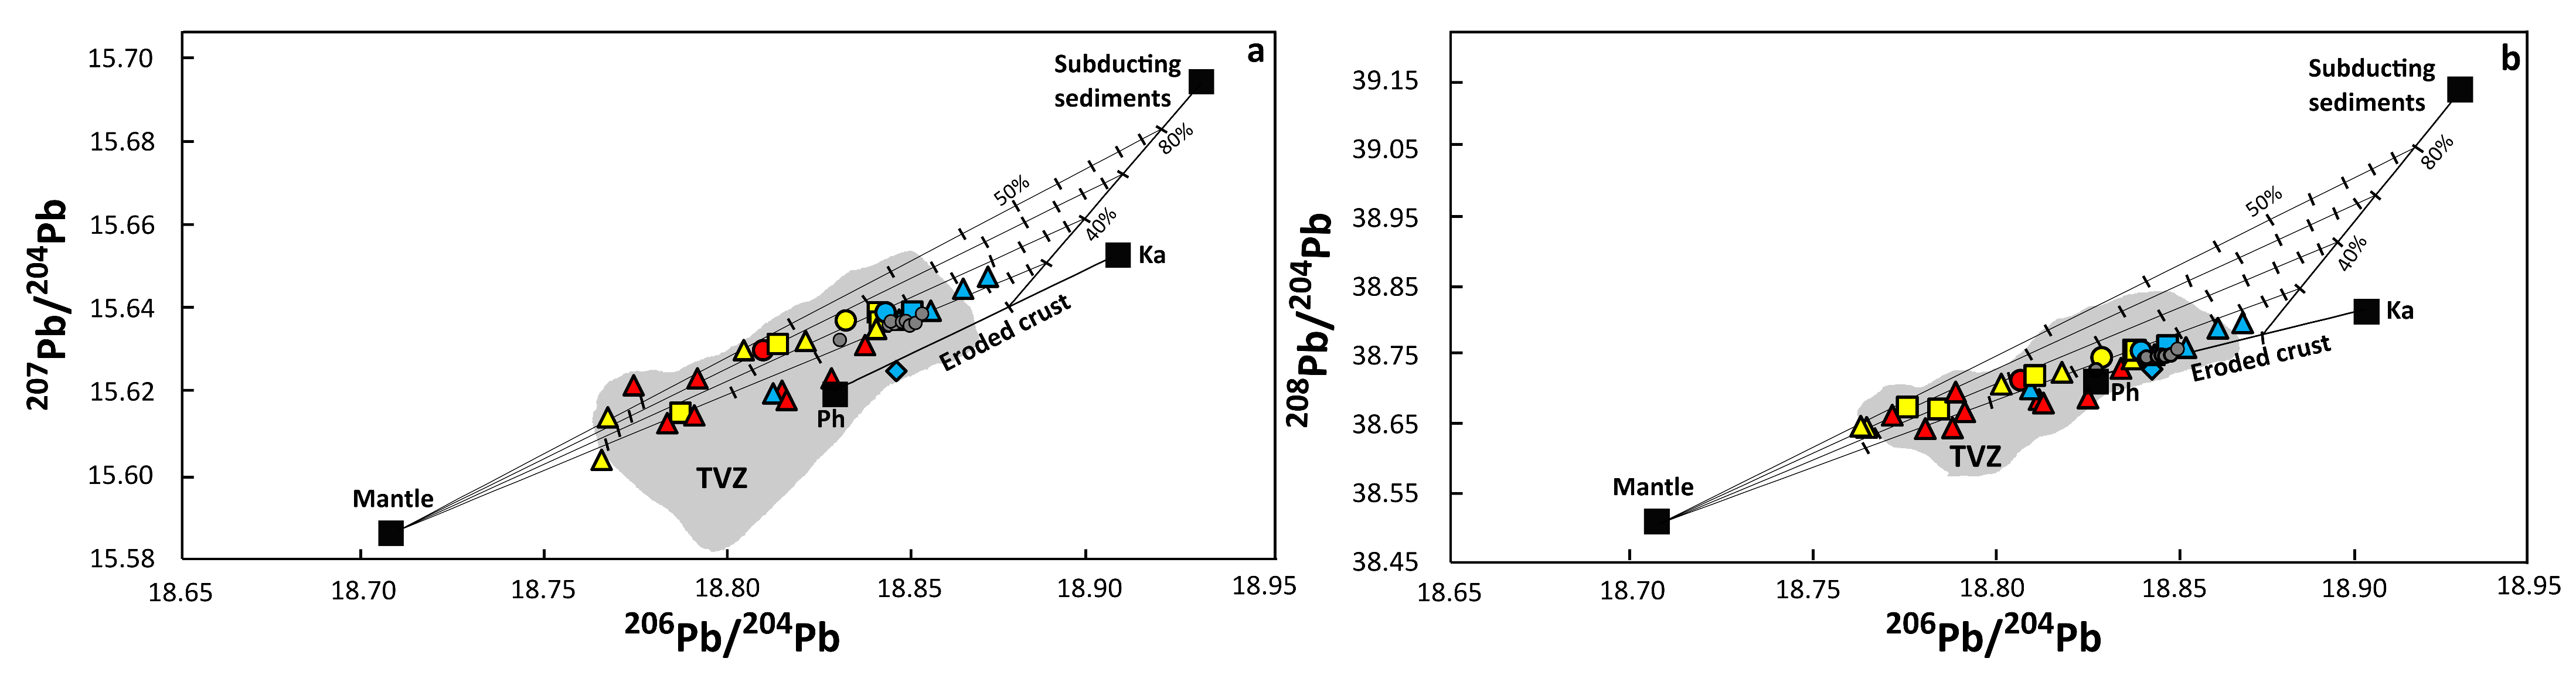 a
15.70
15.68
15.66
15.64
15.62
15.60
15.58
207Pb/204Pb
Subducting
sediments
80%
50%
40%
Ka
Eroded crust
Ph
TVZ
Mantle
18.65
18.70
18.75
18.80
18.85
18.90
18.95
206Pb/204Pb
b
39.15
39.05
38.95
38.85
38.75
38.65
38.55
38.45
208Pb/204Pb
Subducting
sediments
80%
50%
40%
Ka
Eroded crust
Ph
TVZ
Mantle
18.65
18.70
18.75
18.80
18.85
18.90
18.95
206Pb/204Pb